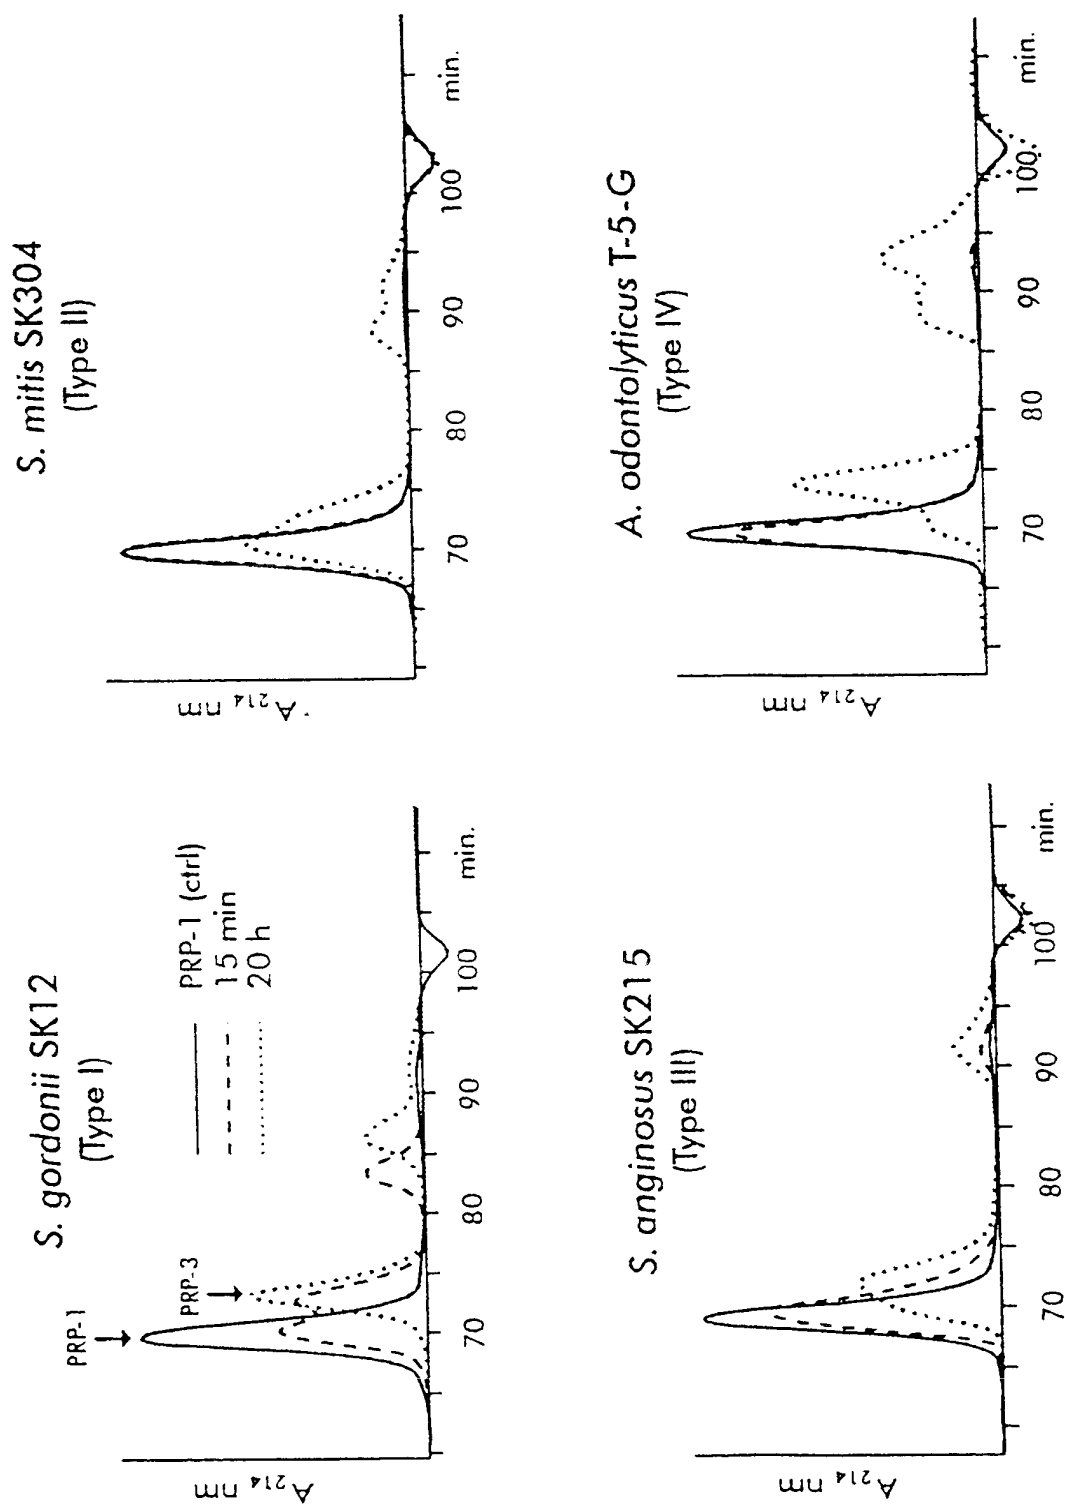 S. gordonii SK12
(Type I)
PRP-1
PRP-3
PRP-1 (ctrl)
15 min
20 h
A214 nm
70 80 90 100 min.
S. mitis SK304
(Type II)
A214 nm
70 80 90 100 min.
S. anginosus SK215
(Type III)
A214 nm
70 80 90 100 min.
A. odontolyticus T-5-G
(Type IV)
A214 nm
70 80 90 100 min.